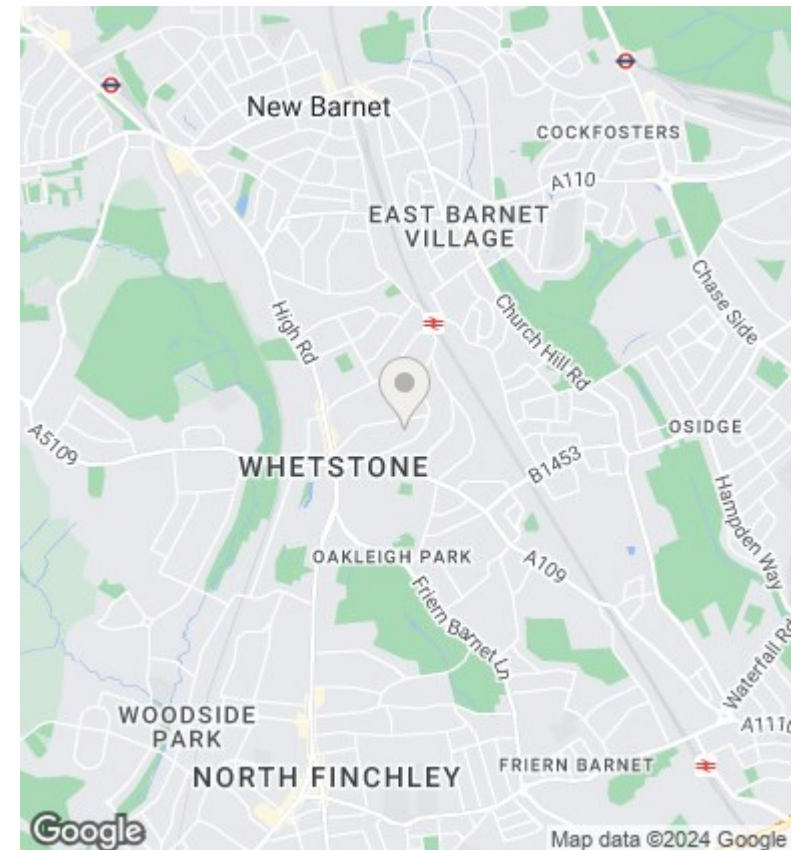 New Barnet
COCKFOSTERS
A110
EAST BARNET
VILLAGE
Chase Side
High Rd
Church Hill Rd
A5109
OSIDGE
WHETSTONE
B1453
Hampden Way
OAKLEIGH PARK
A109
Friern Barnet Ln
Waterfall Rd
WOODSIDE
PARK
A1110
FRIERN BARNET
NORTH FINCHLEY
Google
Map data ©2024 Google